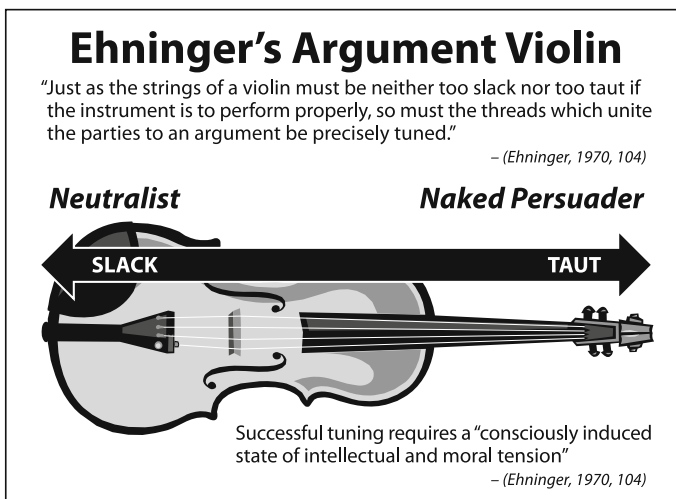 Ehninger’s Argument Violin
“Just as the strings of a violin must be neither too slack nor too taut if
the instrument is to perform properly, so must the threads which unite
the parties to an argument be precisely tuned.”
– (Ehninger, 1970, 104)
Neutralist
Naked Persuader
SLACK
TAUT
Successful tuning requires a “consciously induced
state of intellectual and moral tension”
– (Ehninger, 1970, 104)